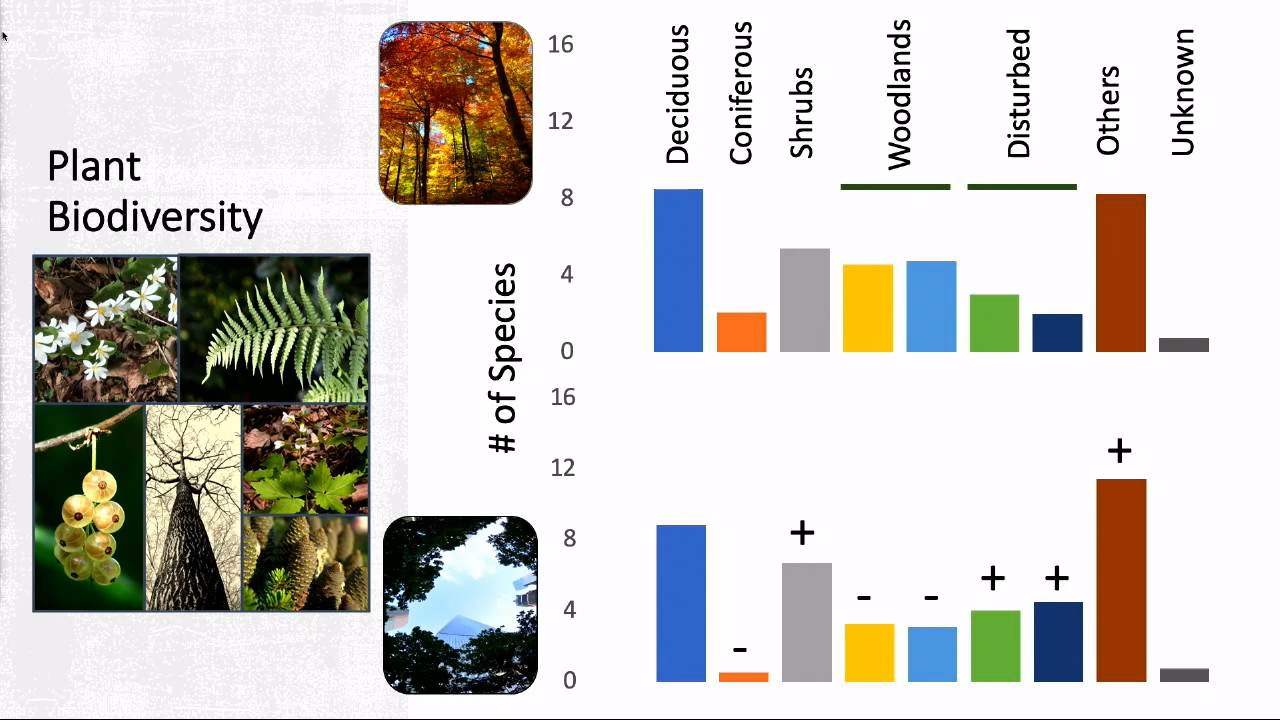 Plant
Biodiversity
# of Species
16
12
8
4
0
Deciduous
Coniferous
Shrubs
Woodlands
Disturbed
Others
Unknown
16
12
8
4
0
+
+
-
-
+
+
-